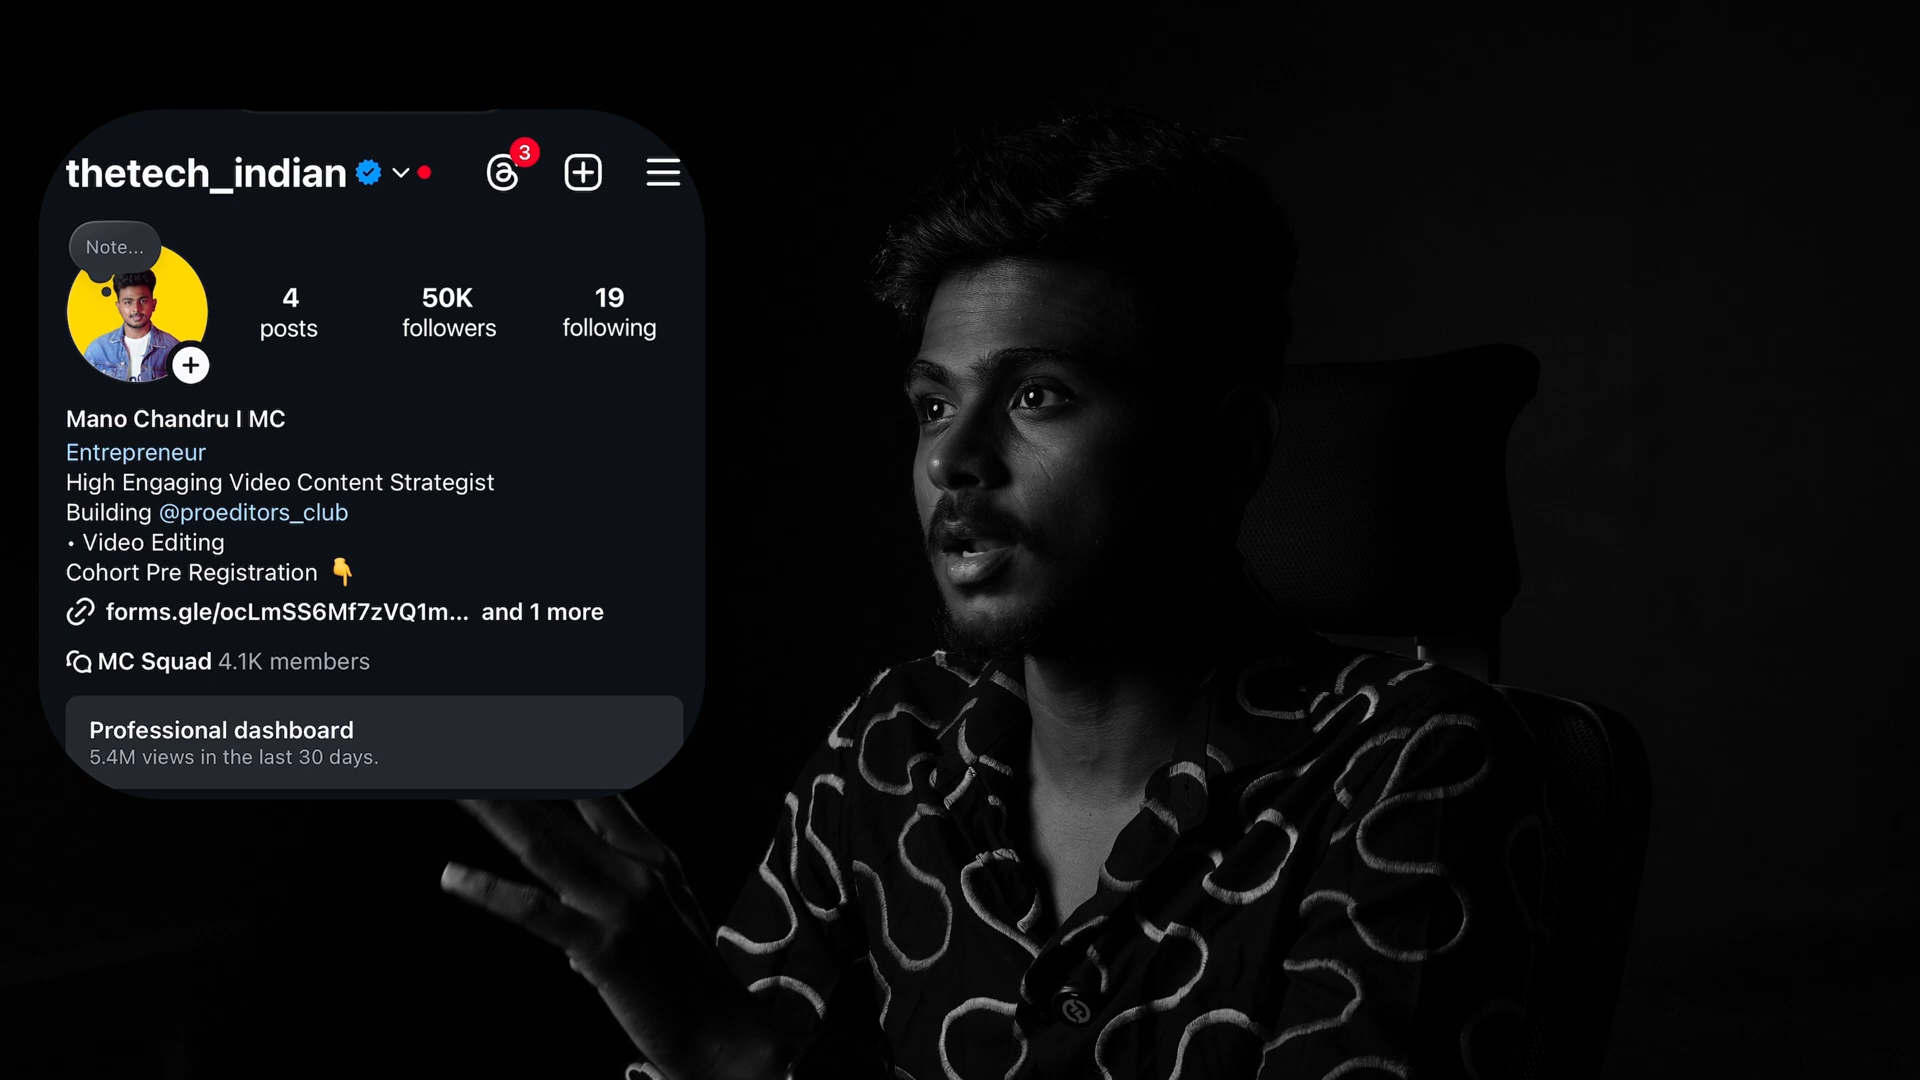 thetech_indian
3
Note...
4 posts
50K followers
19 following
Mano Chandru I MC
Entrepreneur
High Engaging Video Content Strategist
Building @proeditors_club
• Video Editing
Cohort Pre Registration 👇
forms.gle/ocLmSS6Mf7zVQ1m... and 1 more
MC Squad 4.1K members
Professional dashboard
5.4M views in the last 30 days.